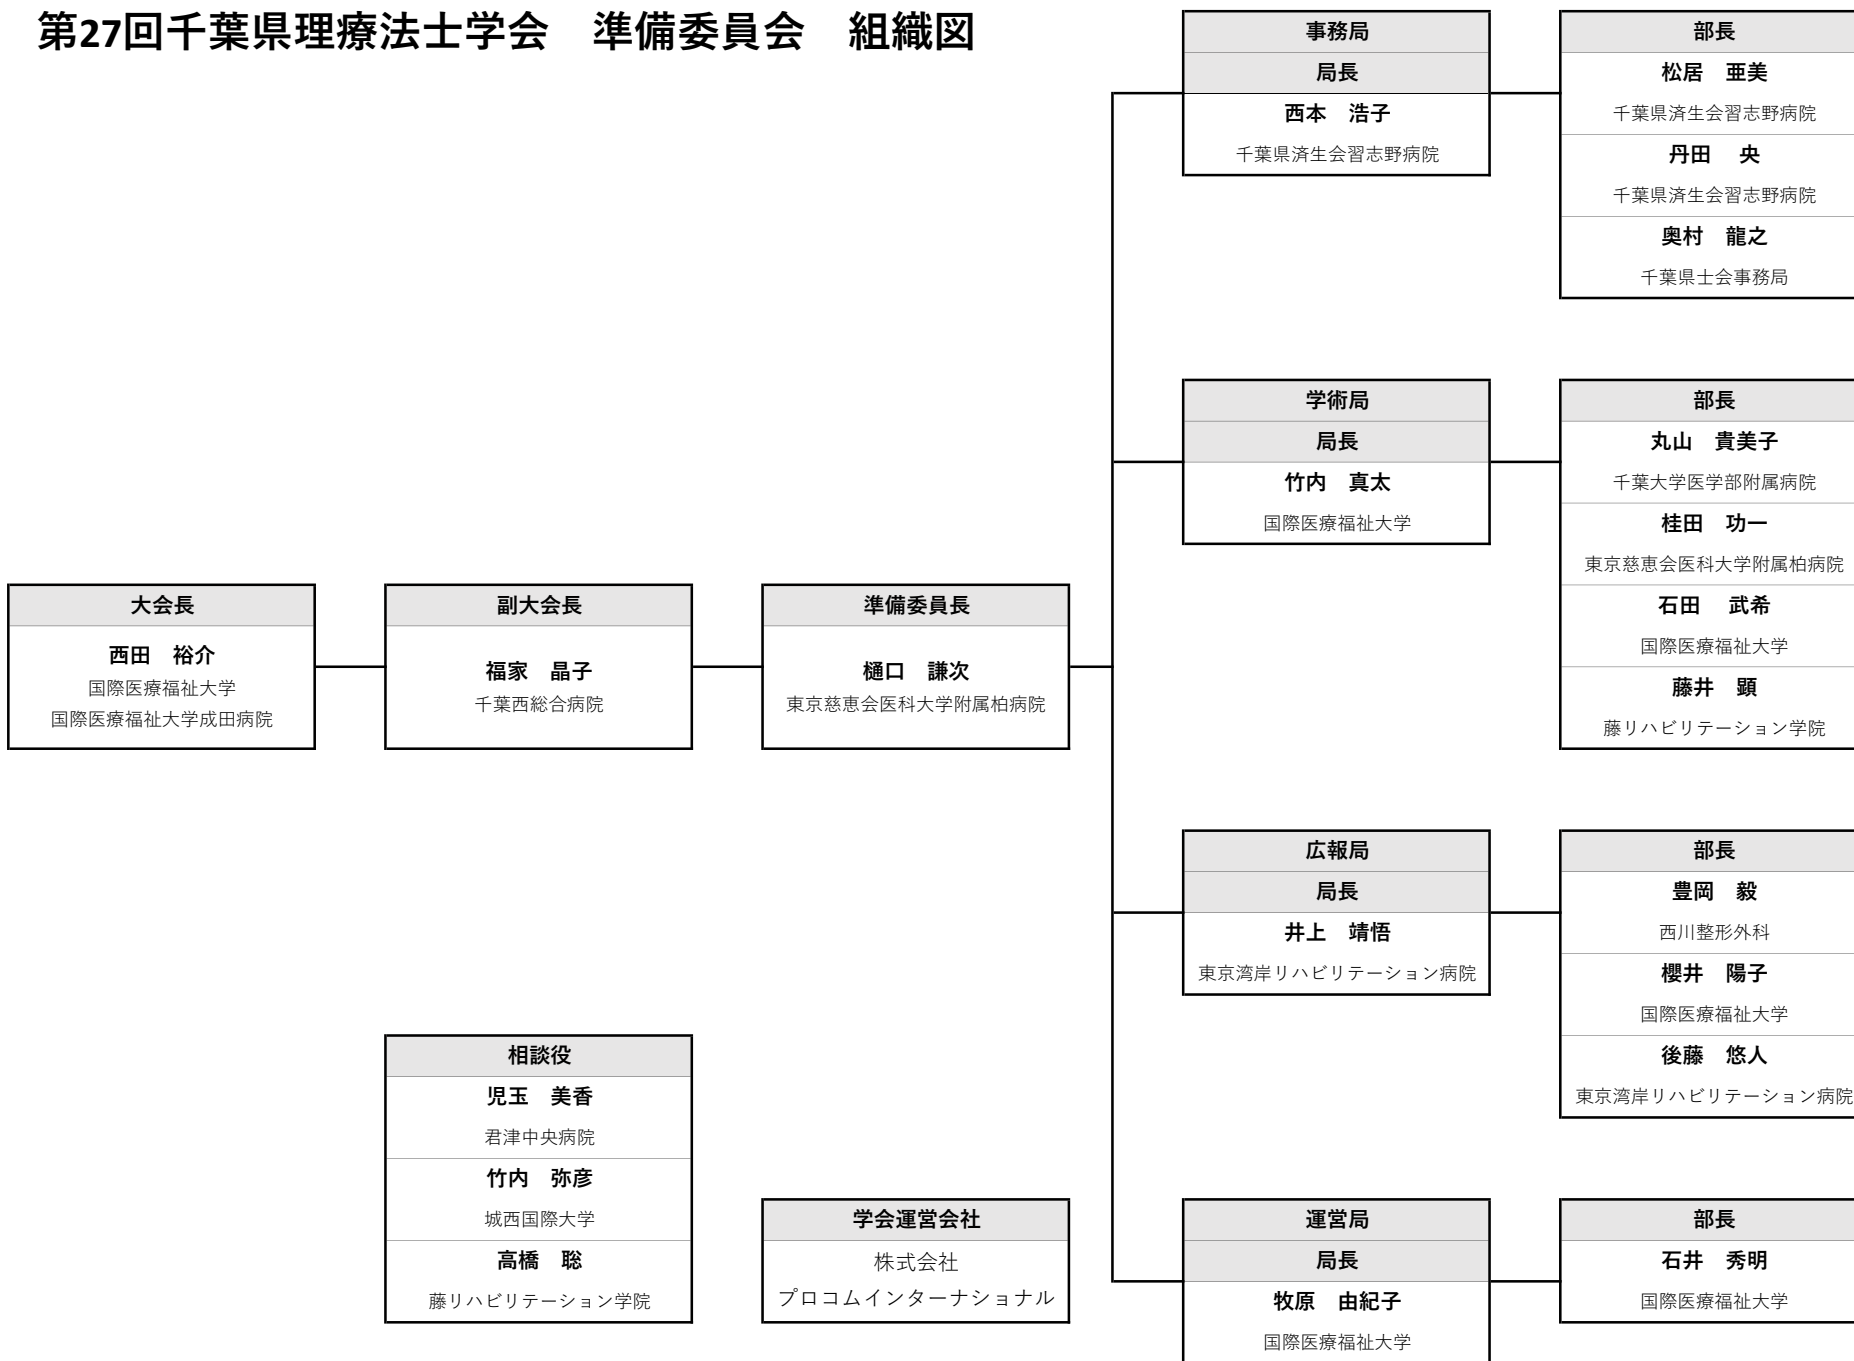 第27回千葉県理療法士学会　準備委員会　組織図
大会長
西田　裕介
国際医療福祉大学
国際医療福祉大学成田病院
副大会長
福家　晶子
千葉西総合病院
準備委員長
樋口　謙次
東京慈恵会医科大学附属柏病院
事務局
局長
西本　浩子
千葉県済生会習志野病院
部長
松居　亜美
千葉県済生会習志野病院
丹田　央
千葉県済生会習志野病院
奥村　龍之
千葉県士会事務局
学術局
局長
竹内　真太
国際医療福祉大学
部長
丸山　貴美子
千葉大学医学部附属病院
桂田　功一
東京慈恵会医科大学附属柏病院
石田　武希
国際医療福祉大学
藤井　顕
藤リハビリテーション学院
広報局
局長
井上　靖悟
東京湾岸リハビリテーション病院
部長
豊岡　毅
西川整形外科
櫻井　陽子
国際医療福祉大学
後藤　悠人
東京湾岸リハビリテーション病院
相談役
児玉　美香
君津中央病院
竹内　弥彦
城西国際大学
高橋　聡
藤リハビリテーション学院
学会運営会社
株式会社
プロコムインターナショナル
運営局
局長
牧原　由紀子
国際医療福祉大学
部長
石井　秀明
国際医療福祉大学